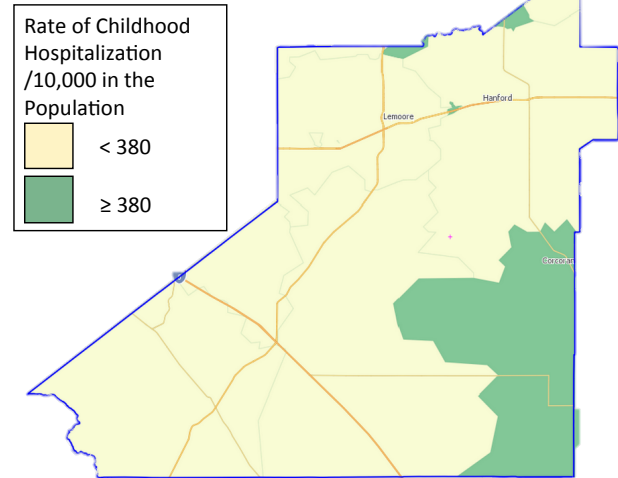 Rate of Childhood
Hospitalization
/10,000 in the
Population
< 380
≥ 380
Hanford
Lemoore
Corcoran